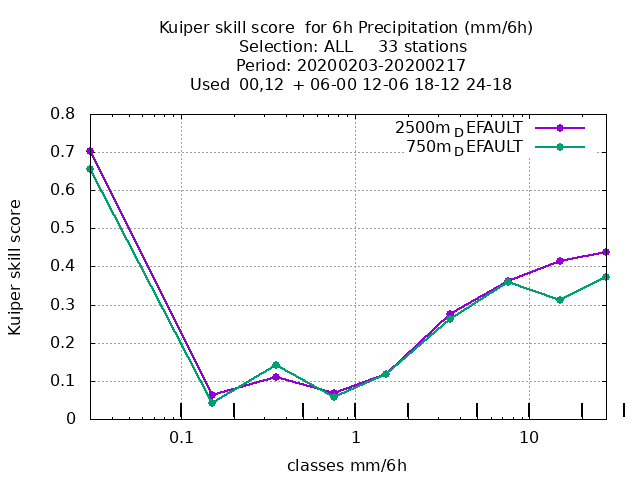 Kuiper skill score  for 6h Precipitation (mm/6h)
Selection: ALL     33 stations
Period: 20200203-20200217
Used  00,12  + 06-00 12-06 18-12 24-18
0.8
0.7
0.6
0.5
0.4
0.3
0.2
0.1
0
Kuiper skill score
2500m_DEFAULT
750m_DEFAULT
0.1
1
10
classes mm/6h